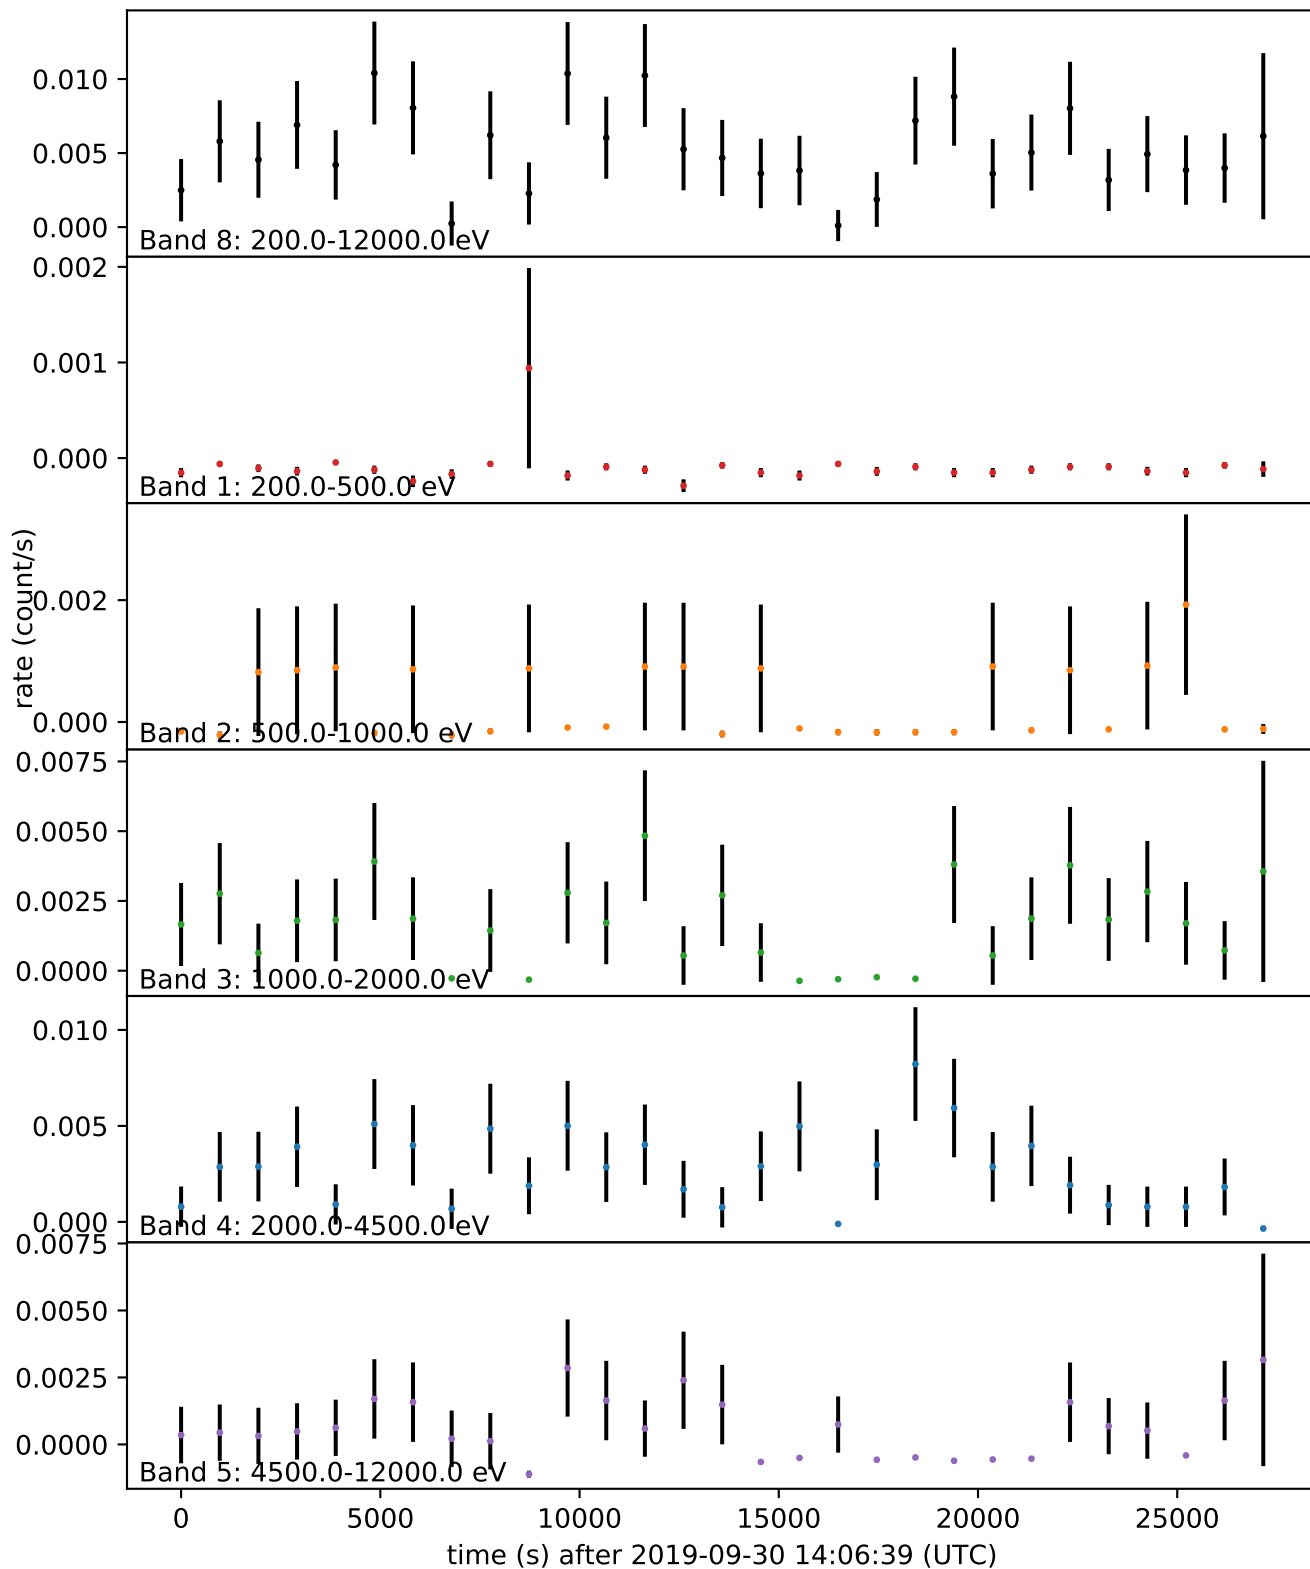 0.010
0.005
0.000
Band 8: 200.0-12000.0 eV
0.002
0.001
0.000
Band 1: 200.0-500.0 eV
rate (count/s)
0.002
0.000
Band 2: 500.0-1000.0 eV
0.0075
0.0050
0.0025
0.0000
Band 3: 1000.0-2000.0 eV
0.010
0.005
0.000
Band 4: 2000.0-4500.0 eV
0.0075
0.0050
0.0025
0.0000
Band 5: 4500.0-12000.0 eV
0 5000 10000 15000 20000 25000
time (s) after 2019-09-30 14:06:39 (UTC)